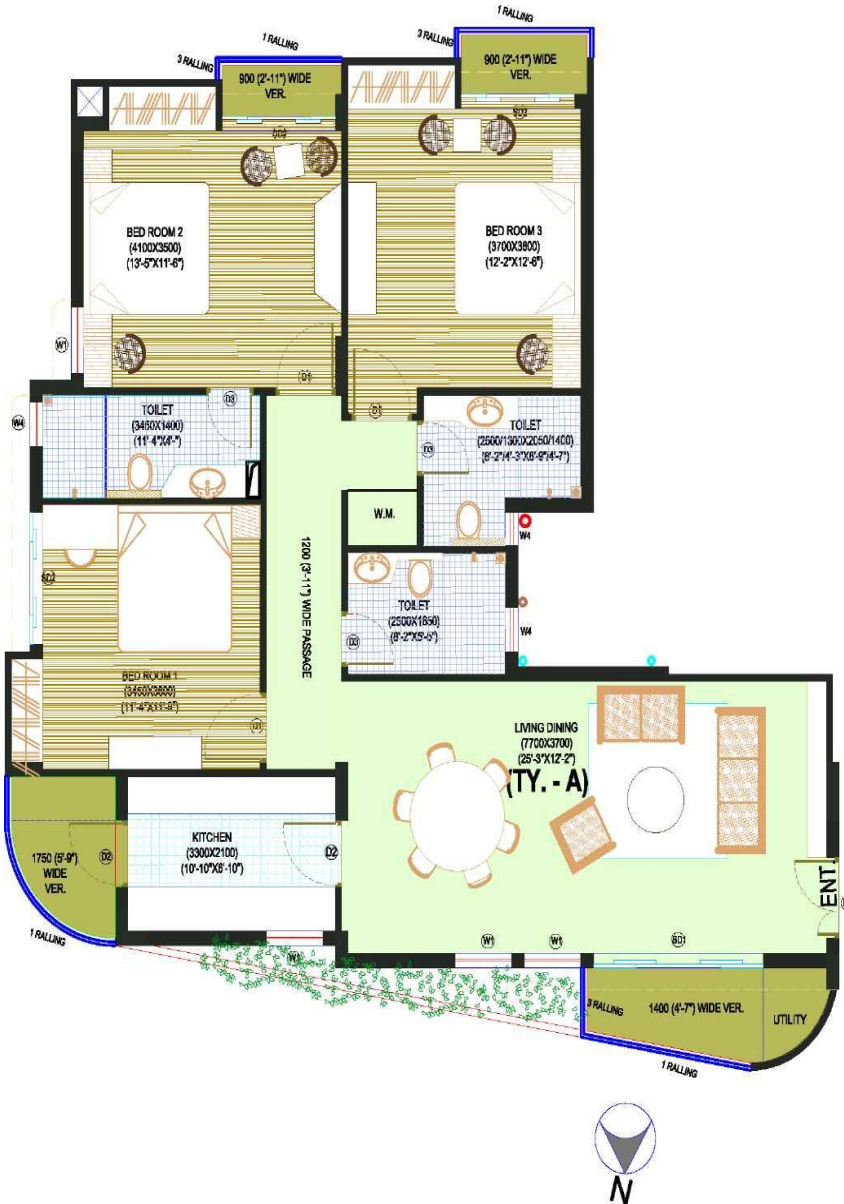 1 RALLING
3 RALLING
1 RALLING
3 RALLING
900 (2'-11") WIDE
VER.
900 (2'-11") WIDE
VER.
SD2
SD2
BED ROOM 2
(4100X3500)
(13'-5"X11'-6")
BED ROOM 3
(3700X3800)
(12'-2"X12'-6")
W1
D1
D1
D3
W4
TOILET
(3450X1400)
(11'-4"X4'-")
TOILET
(2500/1300X2050/1400)
(8'-2"/4'-3"X6'-9"/4'-7")
D3
W.M.
W4
1200 (3'-11") WIDE PASSAGE
SD2
TOILET
(2500X1650)
(8'-2"X5'-5")
D3
W4
BED ROOM 1
(3450X3600)
(11'-4"X11'-9")
D1
LIVING DINING
(7700X3700)
(25'-3"X12'-2")
(TY. - A)
KITCHEN
(3300X2100)
(10'-10"X6'-10")
D2
D2
1750 (5'-9")
WIDE
VER.
1 RALLING
ENT.
W1
W1
W1
SD1
3 RALLING
1400 (4'-7") WIDE VER.
UTILITY
1 RALLING
N